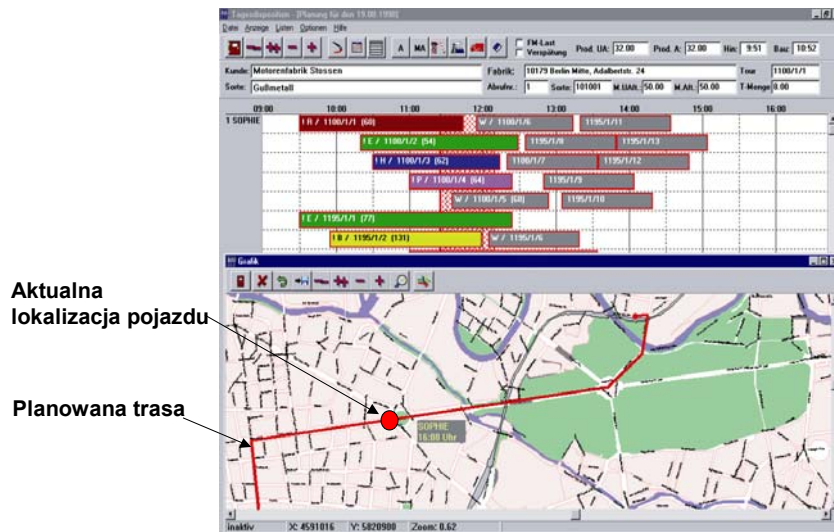 Tagesdisposition - [Planung für den 19.08.1998]
Datei Anzeige Listen Optionen Hilfe
A MA
FM-Last
Verspätung
Prod. UA: 32.00 Prod. A: 32.00 Hin: 9:51 Bau: 10:52
Kunde: Motorenfabrik Stossen Fabrik: 10179 Berlin Mitte, Adalbertstr. 24 Tour 1100/1/1
Sorte: Gußmetall Abrufnr.: 1 Sorte: 101001 M.UAlt.: 50.00 M.Alt.: 50.00 T-Menge 8.00
09:00 10:00 11:00 12:00 13:00 14:00 15:00 16:00
1 SOPHIE
! R / 1100/1/1 (60) W / 1100/1/6 1195/1/11
! E / 1100/1/2 (54) 1195/1/8 1195/1/13
! H / 1100/1/3 (62) 1100/1/7 1195/1/12
! P / 1100/1/4 (64) 1195/1/9
W / 1100/1/5 (60) 1195/1/10
! E / 1195/1/1 (77)
! B / 1195/1/2 (131) W / 1195/1/6
Grafik
Aktualna
lokalizacja pojazdu
Planowana trasa
SOPHIE
16:00 Uhr
inaktiv X: 4591016 Y: 5820980 Zoom: 0.62